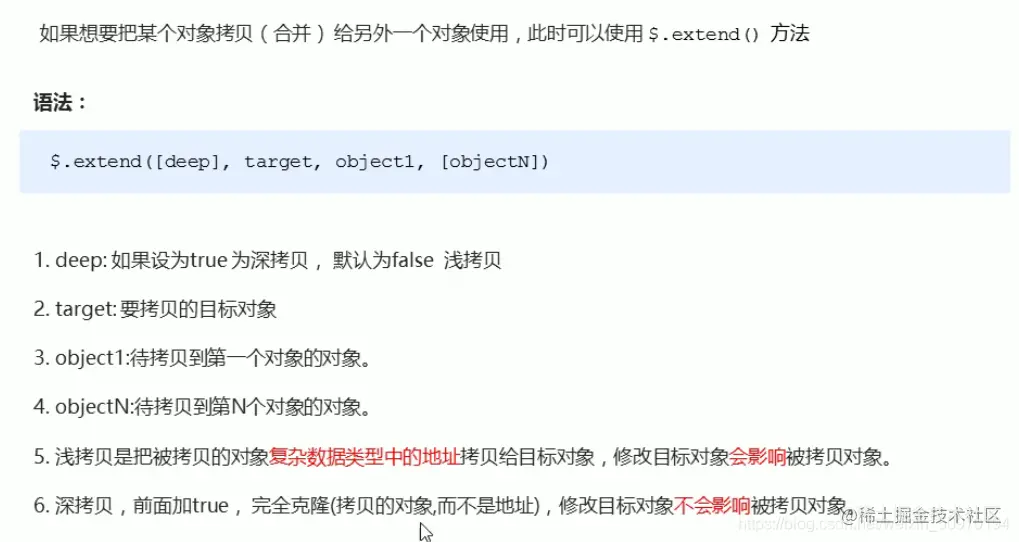 如果想要把某个对象拷贝（合并）给另外一个对象使用，此时可以使用 $.extend() 方法
语法：
$.extend([deep], target, object1, [objectN])
1. deep: 如果设为true 为深拷贝， 默认为false 浅拷贝
2. target: 要拷贝的目标对象
3. object1:待拷贝到第一个对象的对象。
4. objectN:待拷贝到第N个对象的对象。
5. 浅拷贝是把被拷贝的对象复杂数据类型中的地址拷贝给目标对象，修改目标对象会影响被拷贝对象。
6. 深拷贝，前面加true， 完全克隆(拷贝的对象,而不是地址)，修改目标对象不会影响被拷贝对象。
@稀土掘金技术社区